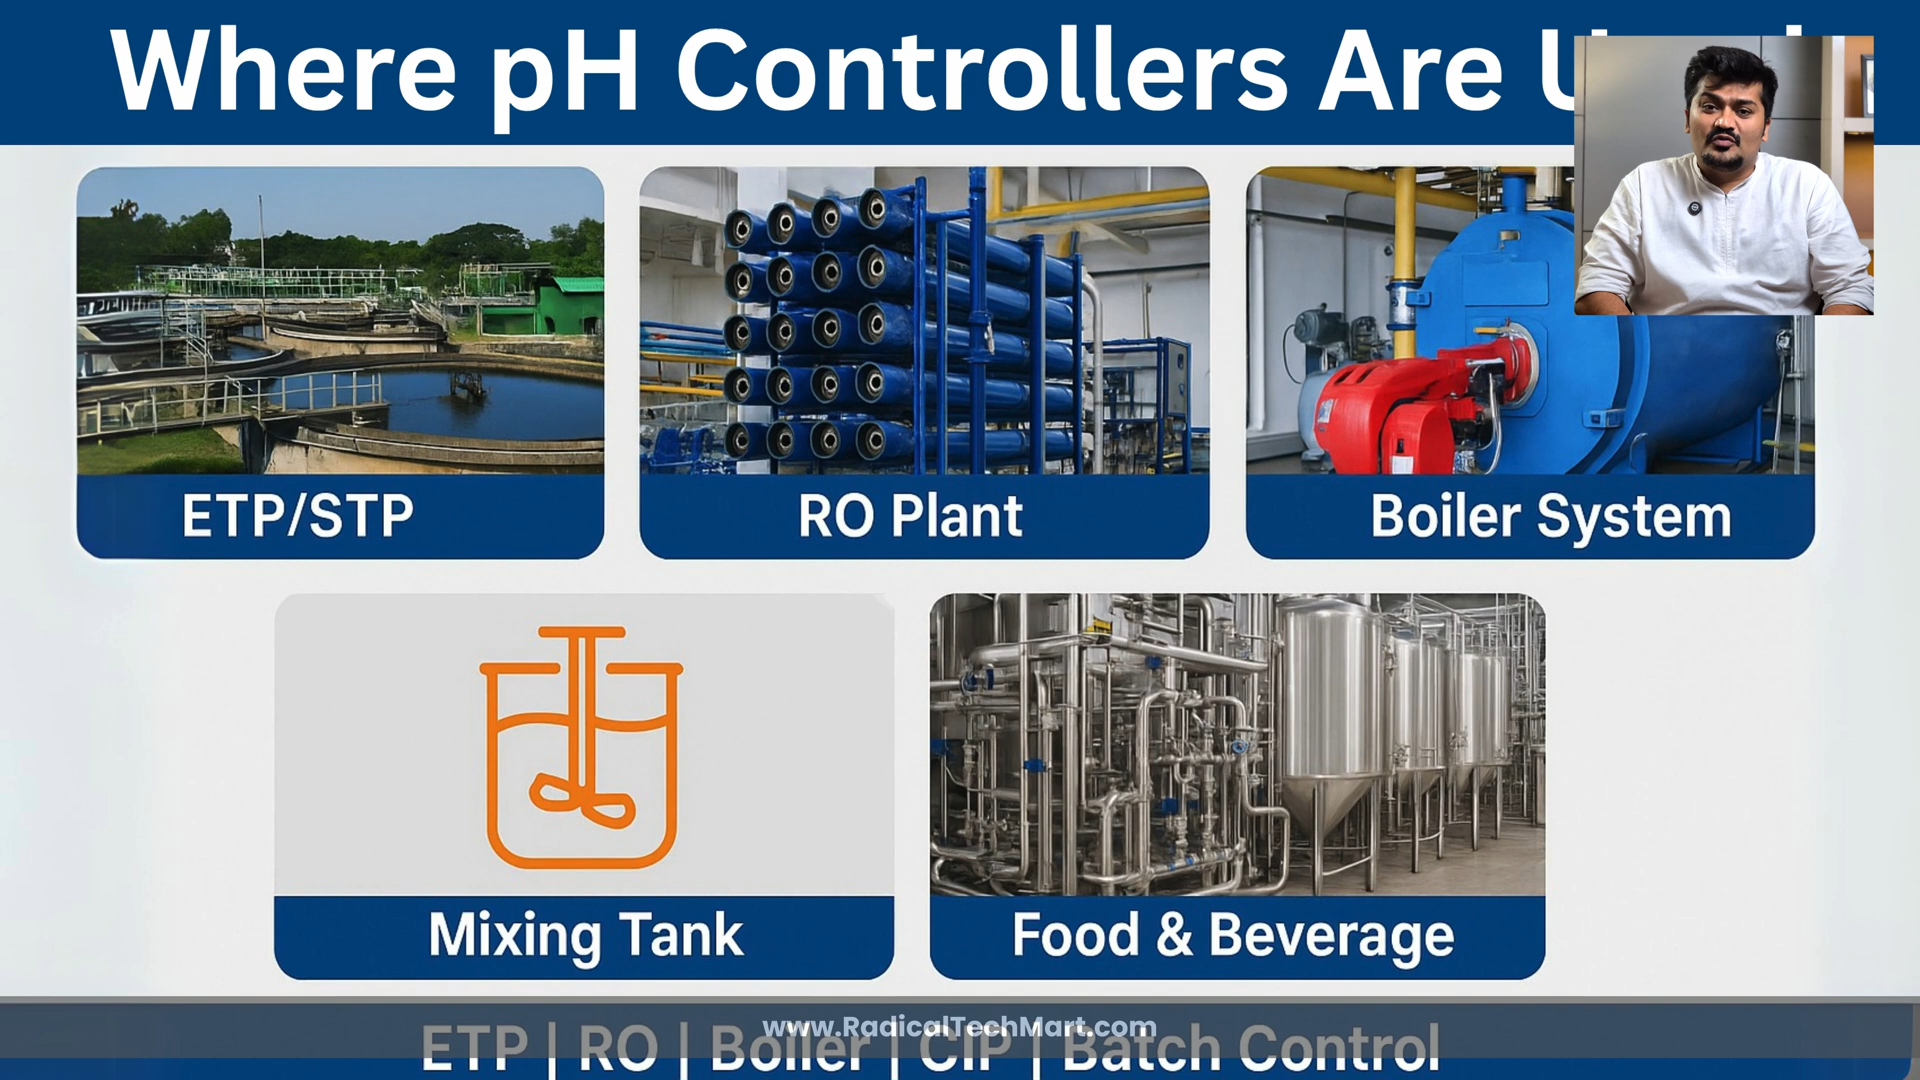 Where pH Controllers Are
ETP/STP
RO Plant
Boiler System
Mixing Tank
Food & Beverage
www.RadicalTechMart.com
ETP | RO | Boiler | CIP | Batch Control